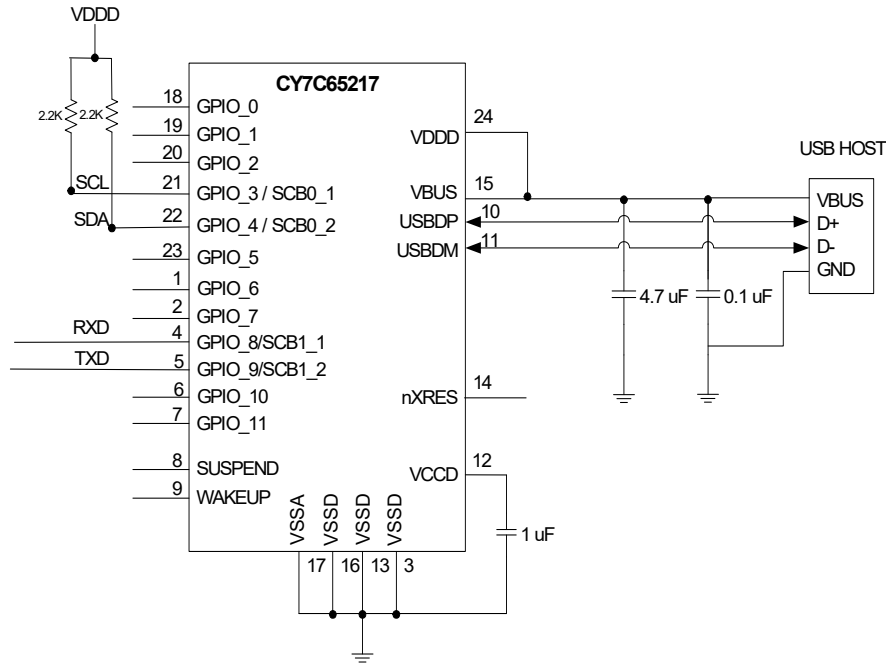 VDDD
2.2K 2.2K
SCL
SDA
RXD
TXD
CY7C65217
18 GPIO_0
19 GPIO_1
20 GPIO_2
21 GPIO_3 / SCB0_1
22 GPIO_4 / SCB0_2
23 GPIO_5
1 GPIO_6
2 GPIO_7
4 GPIO_8/SCB1_1
5 GPIO_9/SCB1_2
6 GPIO_10
7 GPIO_11
8 SUSPEND
9 WAKEUP
VDDD 24
VBUS 15
USBDP 10
USBDM 11
nXRES 14
VCCD 12
VSSA
VSSD
VSSD
VSSD
17 16 13 3
1 uF
4.7 uF
0.1 uF
USB HOST
VBUS
D+
D-
GND